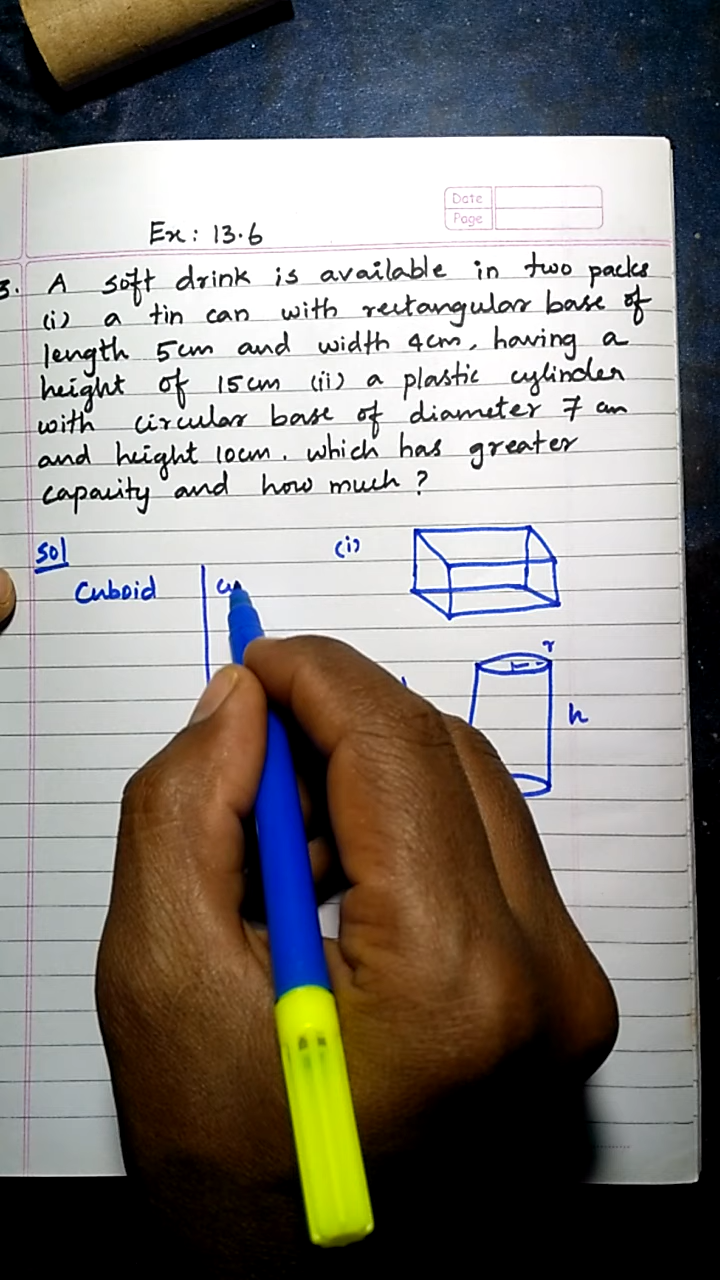 Date
Page
Ex: 13.6
3. A soft drink is available in two packs
(i) a tin can with rectangular base of
length 5cm and width 4cm, having a
height of 15cm (ii) a plastic cylinder
with circular base of diameter 7 cm
and height 10cm. which has greater
capacity and how much?
Sol
(i)
Cuboid
r
h